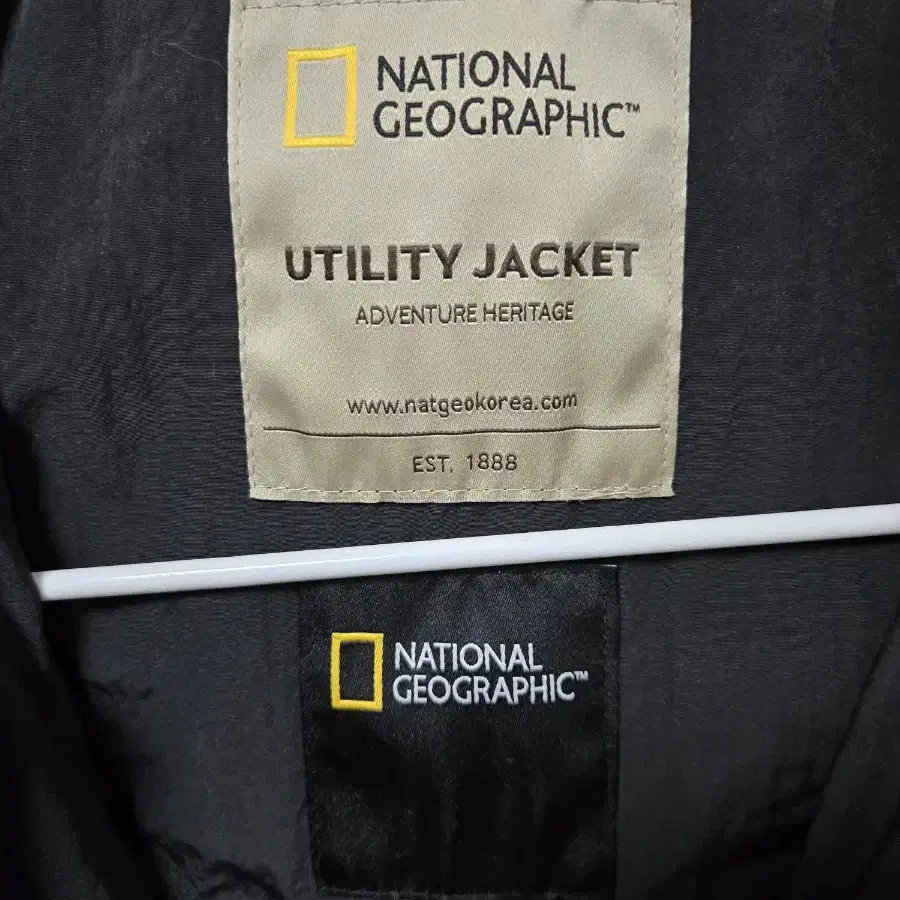 NATIONAL
GEOGRAPHIC™
UTILITY JACKET
ADVENTURE HERITAGE
www.natgeokorea.com
EST. 1888
NATIONAL
GEOGRAPHIC™